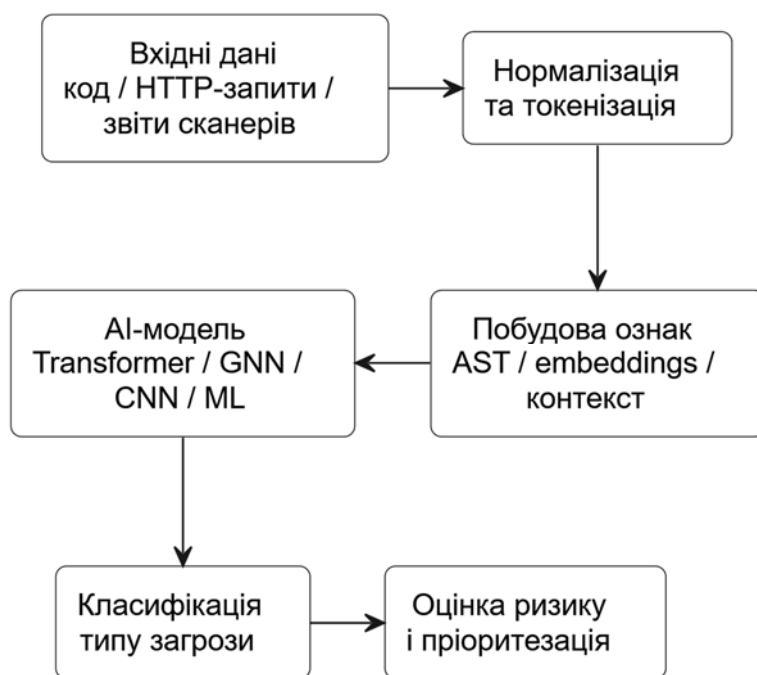 Вхідні дані
код / HTTP-запити /
звіти сканерів
Нормалізація
та токенізація
Побудова ознак
AST / embeddings /
контекст
AI-модель
Transformer / GNN /
CNN / ML
Класифікація
типу загрози
Оцінка ризику
і пріоритезація